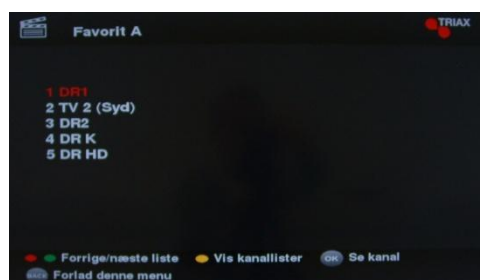 Favorit A
TRIAX
1 DR1
2 TV 2 (Syd)
3 DR2
4 DR K
5 DR HD
Forrige/næste liste Vis kanallister OK Se kanal
BACK Forlad denne menu